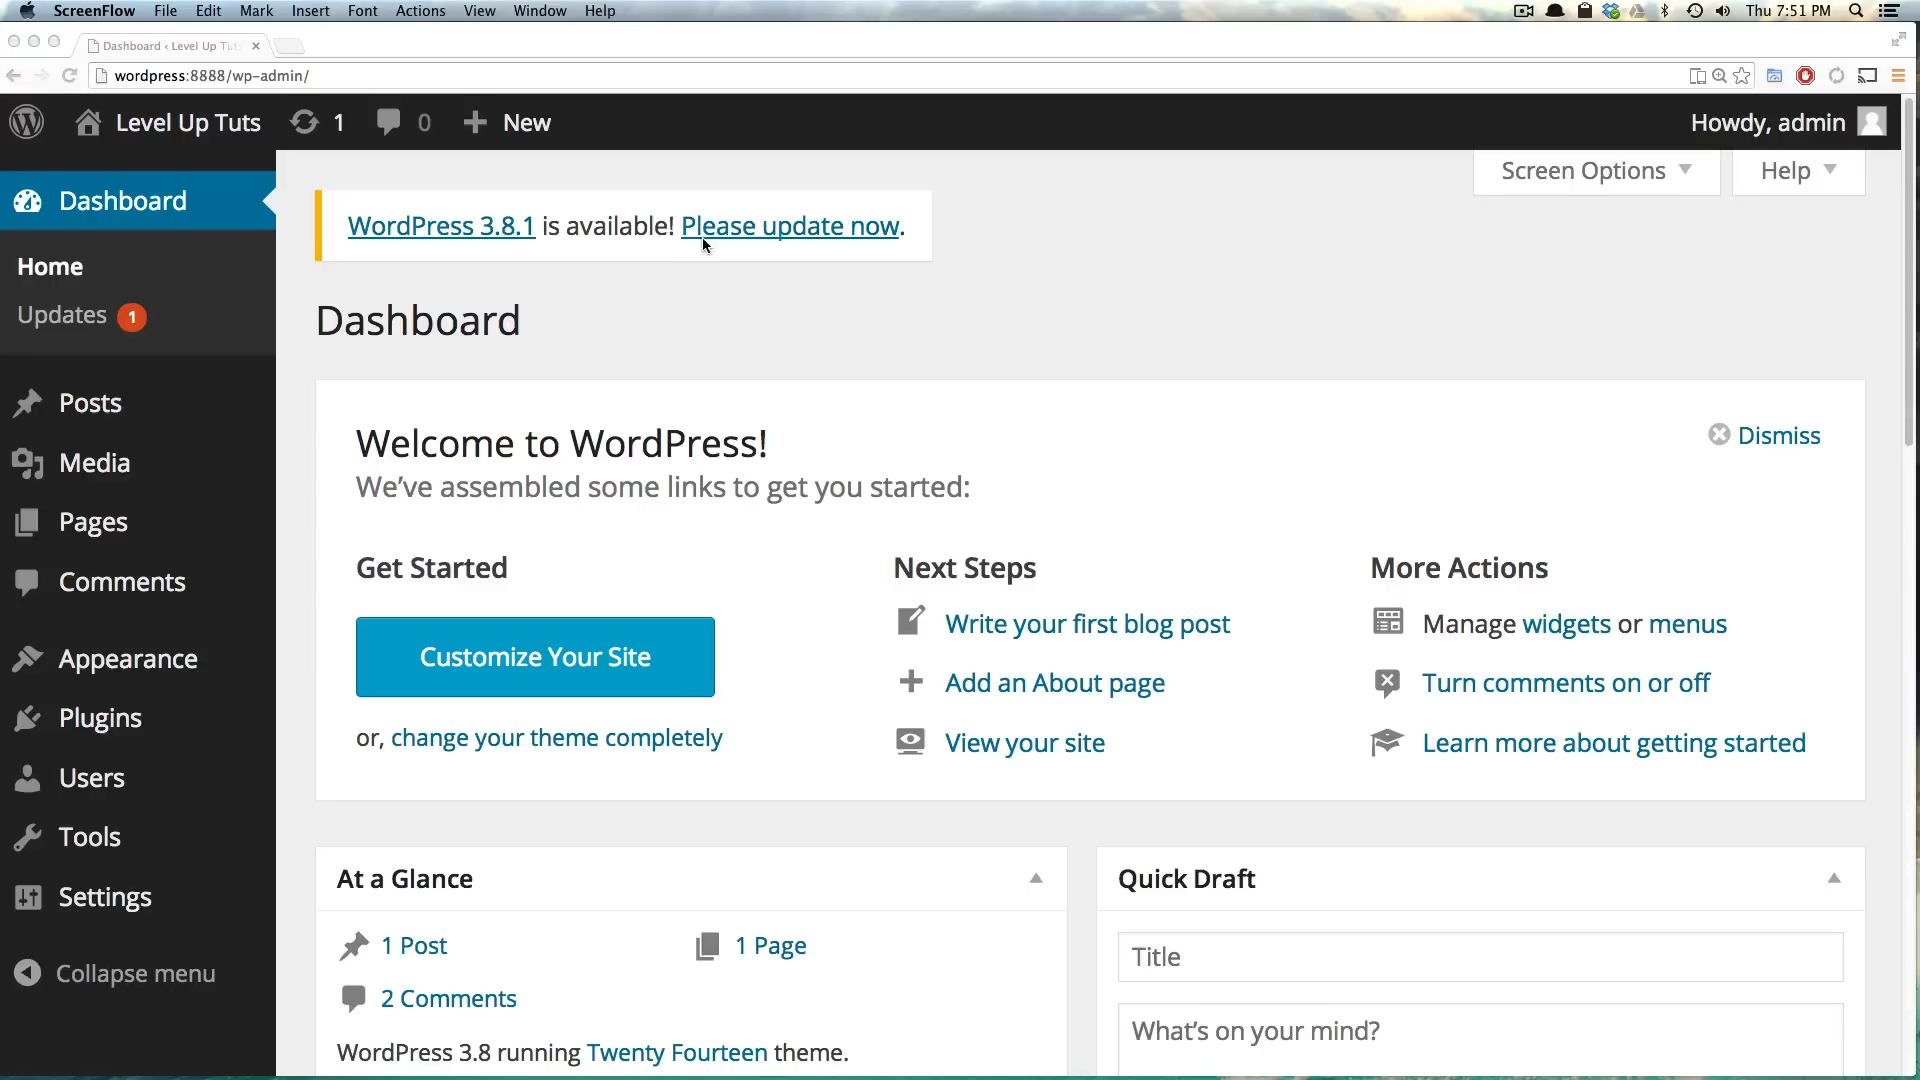 ScreenFlow File Edit Mark Insert Font Actions View Window Help Thu 7:51 PM
Dashboard ‹ Level Up Tut
wordpress:8888/wp-admin/
Level Up Tuts 1 0 New Howdy, admin
Screen Options Help
Dashboard
WordPress 3.8.1 is available! Please update now.
Home
Updates 1
Dashboard
Posts
Media
Pages
Comments
Appearance
Plugins
Users
Tools
Settings
Collapse menu
Welcome to WordPress!
Dismiss
We’ve assembled some links to get you started:
Get Started
Customize Your Site
or, change your theme completely
Next Steps
Write your first blog post
Add an About page
View your site
More Actions
Manage widgets or menus
Turn comments on or off
Learn more about getting started
At a Glance
1 Post 1 Page
2 Comments
WordPress 3.8 running Twenty Fourteen theme.
Quick Draft
Title
What’s on your mind?